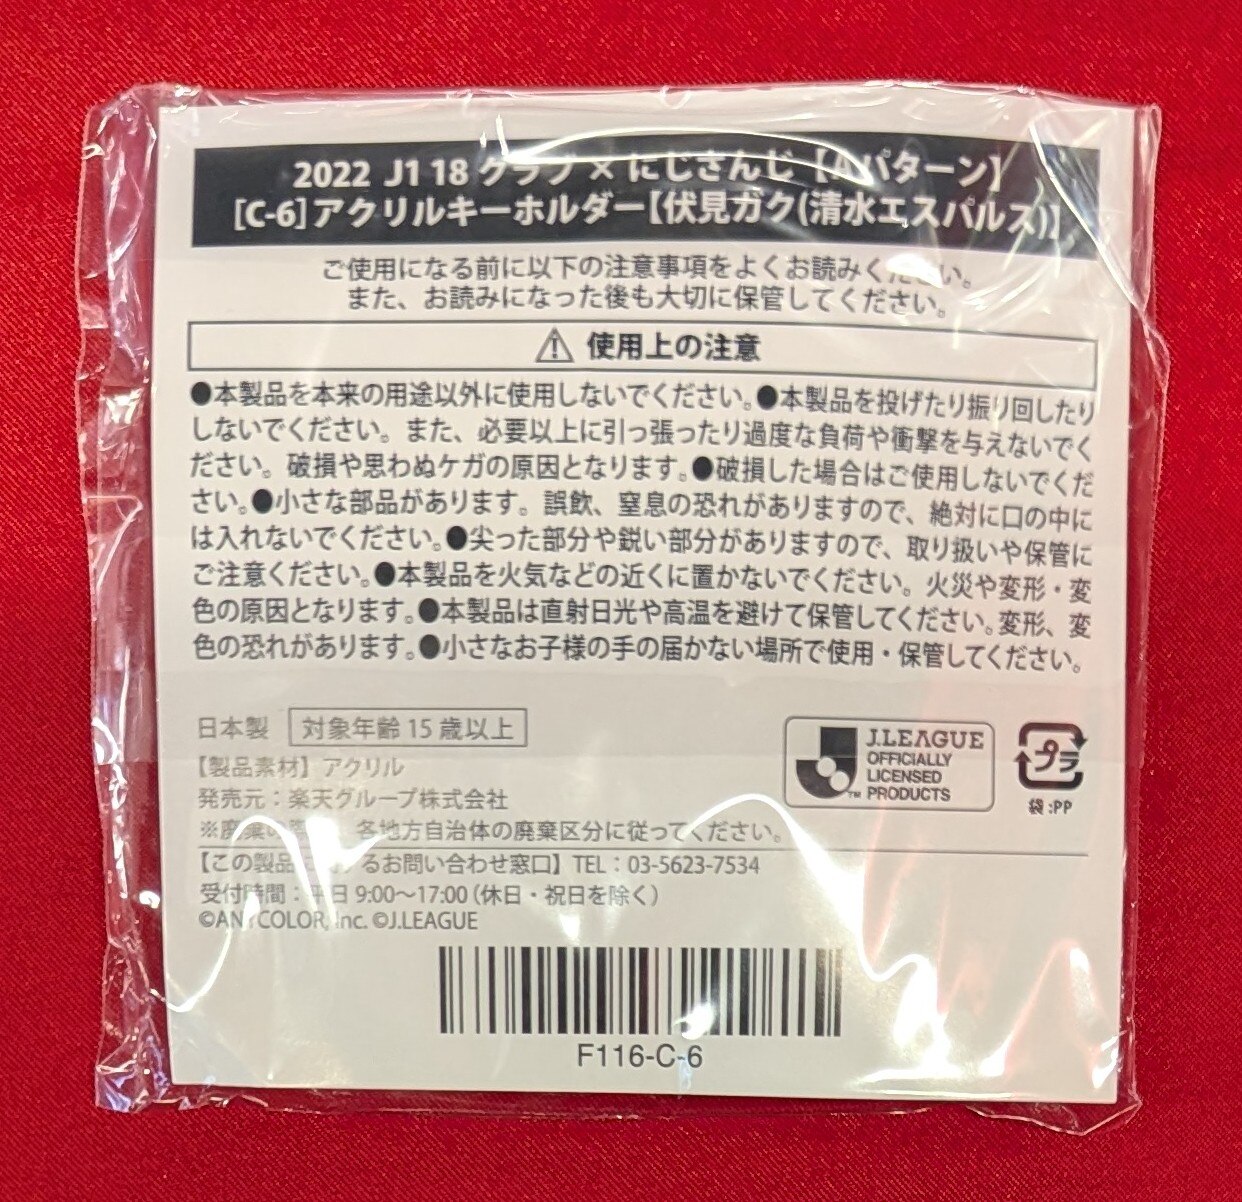 2022 J1 18 クラブ × にじさんじ【Aパターン】
[C-6]アクリルキーホルダー【伏見ガク(清水エスパルス)】
ご使用になる前に以下の注意事項をよくお読みください。
また、お読みになった後も大切に保管してください。
使用上の注意
●本製品を本来の用途以外に使用しないでください。●本製品を投げたり振り回したり
しないでください。また、必要以上に引っ張ったり過度な負荷や衝撃を与えないでく
ださい。破損や思わぬケガの原因となります。●破損した場合はご使用しないでくだ
さい。●小さな部品があります。誤飲、窒息の恐れがありますので、絶対に口の中に
は入れないでください。●尖った部分や鋭い部分がありますので、取り扱いや保管に
ご注意ください。●本製品を火気などの近くに置かないでください。火災や変形・変
色の原因となります。●本製品は直射日光や高温を避けて保管してください。変形、変
色の恐れがあります。●小さなお子様の手の届かない場所で使用・保管してください。
日本製 対象年齢 15 歳以上
【製品素材】アクリル
発売元：楽天グループ株式会社
※廃棄の際、各地方自治体の廃棄区分に従ってください。
J.LEAGUE
OFFICIALLY
LICENSED
PRODUCTS
TM
プラ
袋:PP
【この製品に関するお問い合わせ窓口】TEL：03-5623-7534
受付時間：平日 9:00～17:00（休日・祝日を除く）
©ANYCOLOR, Inc. ©J.LEAGUE
F116-C-6